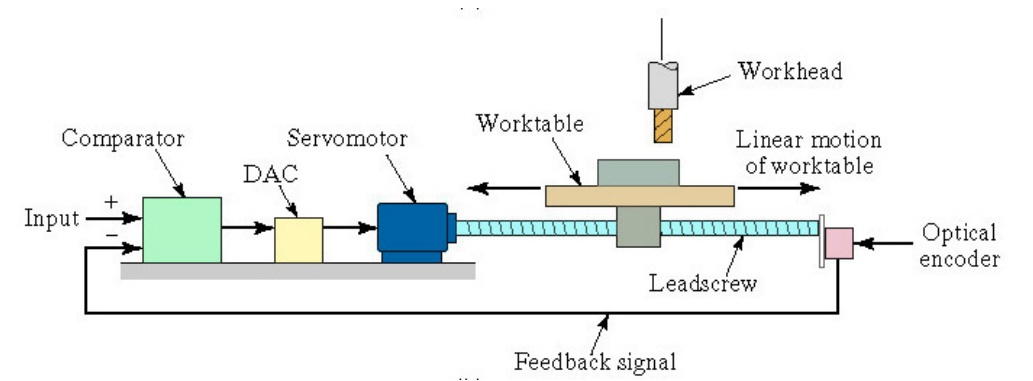 Workhead
Worktable
Comparator
Servomotor
Linear motion
of worktable
DAC
+
Input
−
Optical
encoder
Leadscrew
Feedback signal